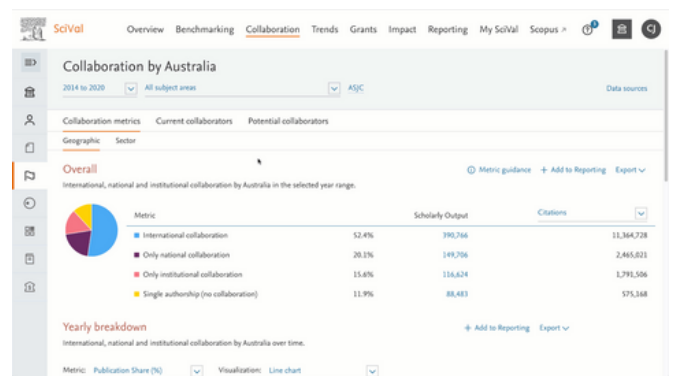 SciVal Overview Benchmarking Collaboration Trends Grants Impact Reporting My SciVal Scopus CJ
Collaboration by Australia
2014 to 2020 All subject areas ASJC Data sources
Collaboration metrics Current collaborators Potential collaborators
Geographic Sector
Overall Metric guidance + Add to Reporting Export
International, national and institutional collaboration by Australia in the selected year range.
Metric Scholarly Output Citations
International collaboration 52.4% 390,766 11,364,728
Only national collaboration 20.1% 149,706 2,465,021
Only institutional collaboration 15.6% 116,624 1,791,506
Single authorship (no collaboration) 11.9% 88,483 575,168
Yearly breakdown + Add to Reporting Export
International, national and institutional collaboration by Australia over time.
Metric: Publication Share (%) Visualization: Line chart